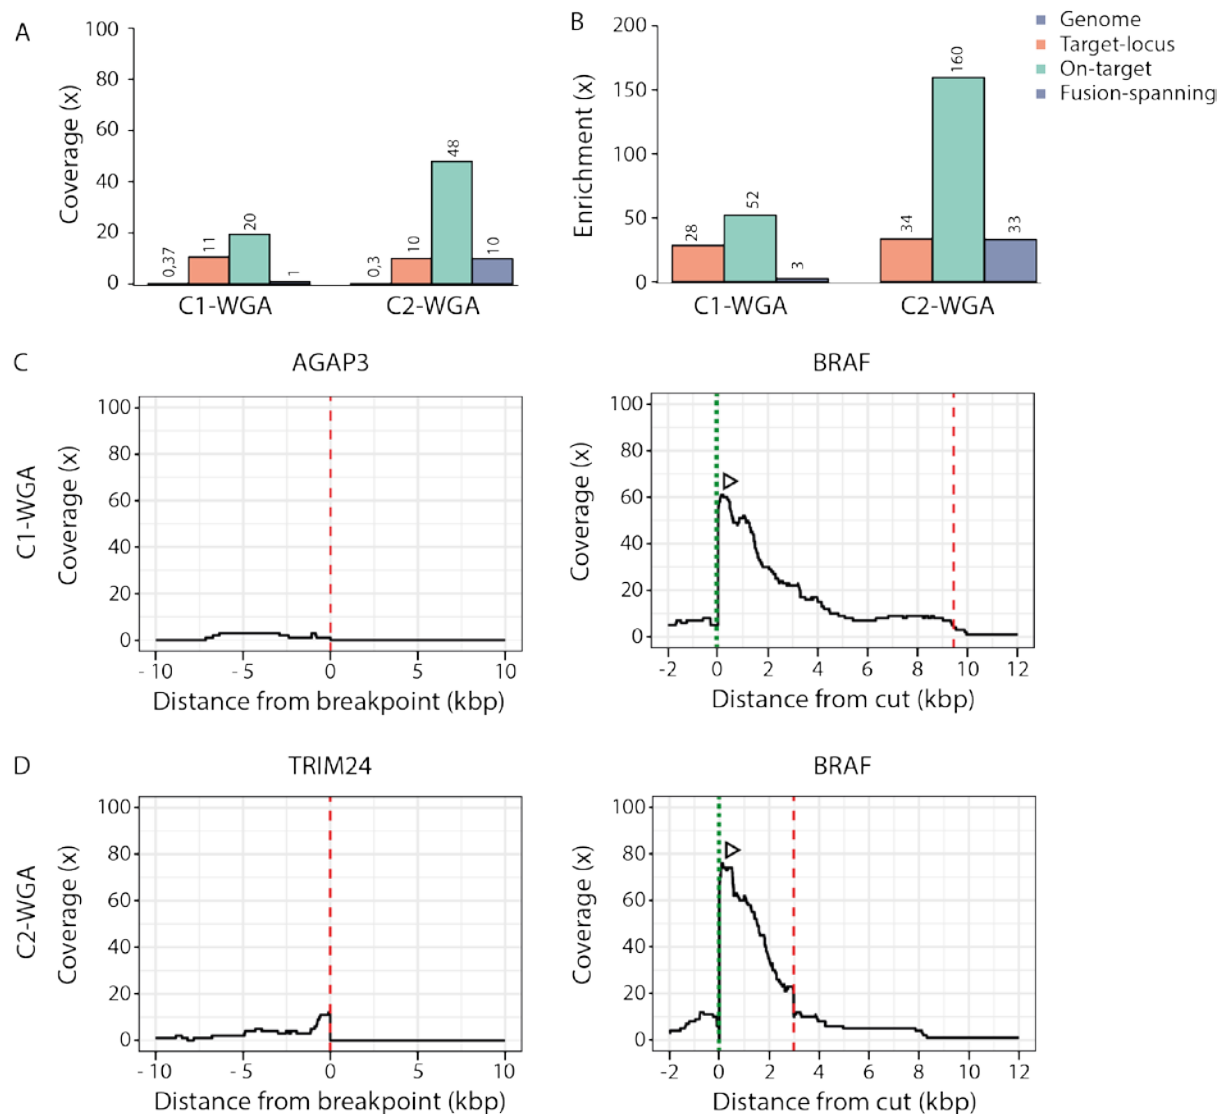 A
Coverage (x)
100
80
60
40
20
0
0,37
11
20
1
0,3
10
48
10
C1-WGA
C2-WGA
B
Enrichment (x)
200
150
100
50
0
28
52
3
34
160
33
C1-WGA
C2-WGA
Genome
Target-locus
On-target
Fusion-spanning
C
C1-WGA
AGAP3
Coverage (x)
100
80
60
40
20
0
- 10 - 5 0 5 10
Distance from breakpoint (kbp)
BRAF
Coverage (x)
100
80
60
40
20
0
-2 0 2 4 6 8 10 12
Distance from cut (kbp)
D
C2-WGA
TRIM24
Coverage (x)
100
80
60
40
20
0
-10 - 5 0 5 10
Distance from breakpoint (kbp)
BRAF
Coverage (x)
100
80
60
40
20
0
-2 0 2 4 6 8 10 12
Distance from cut (kbp)